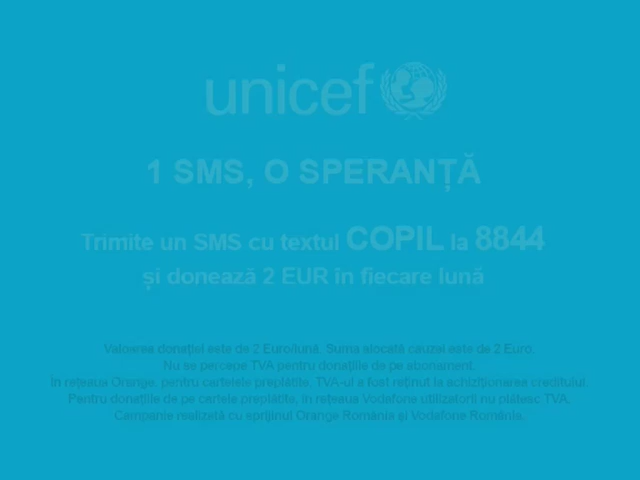 unicef
1 SMS, O SPERANȚĂ
Trimite un SMS cu textul COPIL la 8844
și donează 2 EUR în fiecare lună
Valoarea donației este de 2 Euro/lună. Suma alocată cauzei este de 2 Euro.
Nu se percepe TVA pentru donațiile de pe abonament.
În rețeaua Orange, pentru cartelele preplătite, TVA-ul a fost reținut la achiziționarea creditului.
Pentru donațiile de pe cartele preplătite, în rețeaua Vodafone utilizatorii nu plătesc TVA.
Campanie realizată cu sprijinul Orange România și Vodafone România.